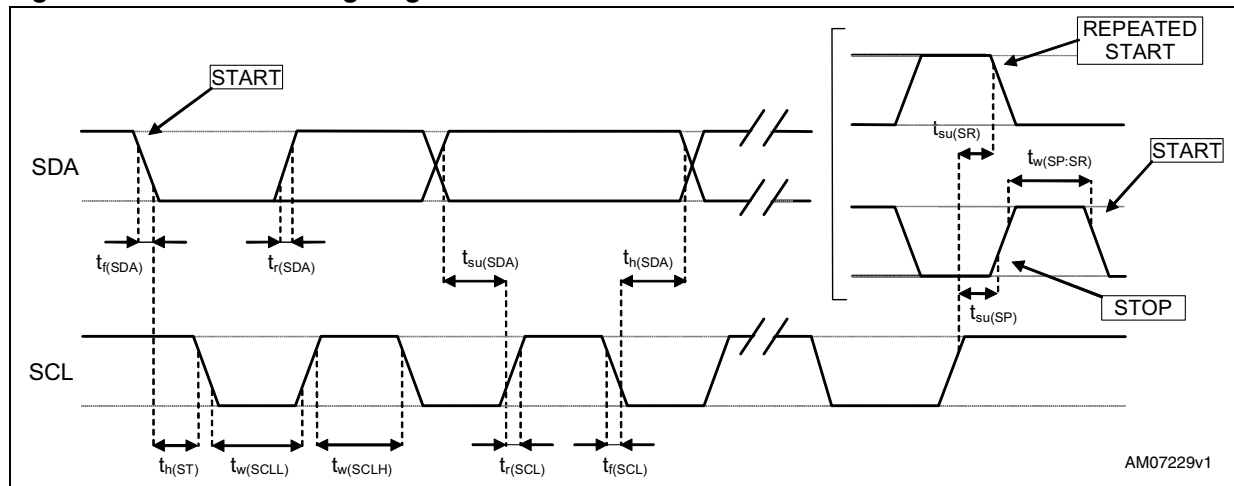 REPEATED
START
START
t_su(SR)
t_w(SP:SR)
START
SDA
t_f(SDA)
t_r(SDA)
t_su(SDA)
t_h(SDA)
t_su(SP)
STOP
SCL
t_h(ST)
t_w(SCLL)
t_w(SCLH)
t_r(SCL)
t_f(SCL)
AM07229v1